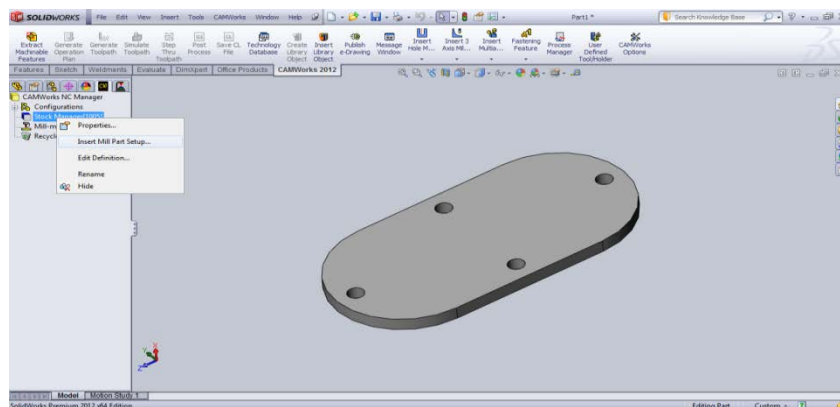 SOLIDWORKS File Edit View Insert Tools CAMWorks Window Help Part1 * Search Knowledge Base
Extract Machinable Features
Generate Operation Plan
Generate Toolpath
Simulate Toolpath
Step Thru Toolpath
Post Process
Save CL File
Technology Database
Create Library Object
Insert Library Object
Publish e-Drawing
Message Window
Insert Hole M...
Insert 3 Axis Mil...
Insert Multia...
Fastening Feature
Process Manager
User Defined Tool/Holder
CAMWorks Options
Features Sketch Weldments Evaluate DimXpert Office Products CAMWorks 2012
CAMWorks NC Manager
Configurations
Stock Manager[1005]
Mill-m
Recycl
Properties...
Insert Mill Part Setup...
Edit Definition...
Rename
Hide
Model Motion Study 1
SolidWorks Premium 2012 x64 Edition Editing Part Custom